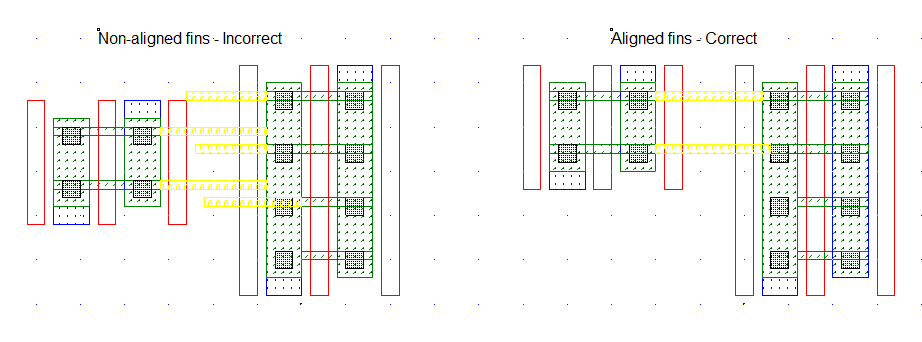 Non-aligned fins - Incorrect
Aligned fins - Correct